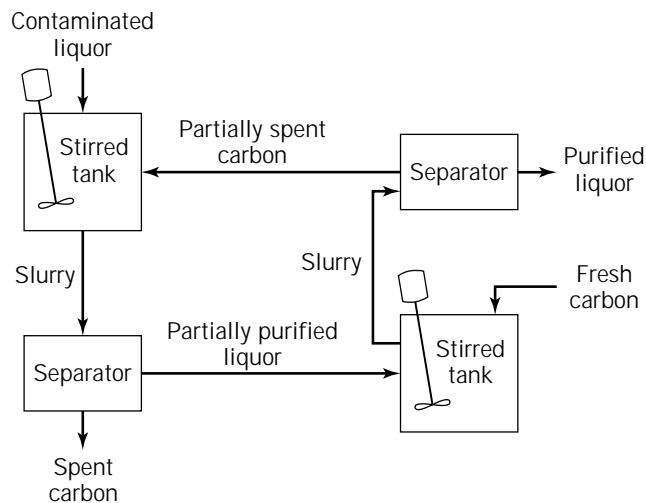 Contaminated
liquor
Stirred
tank
Partially spent
carbon
Separator
Purified
liquor
Slurry
Slurry
Fresh
carbon
Separator
Partially purified
liquor
Stirred
tank
Spent
carbon